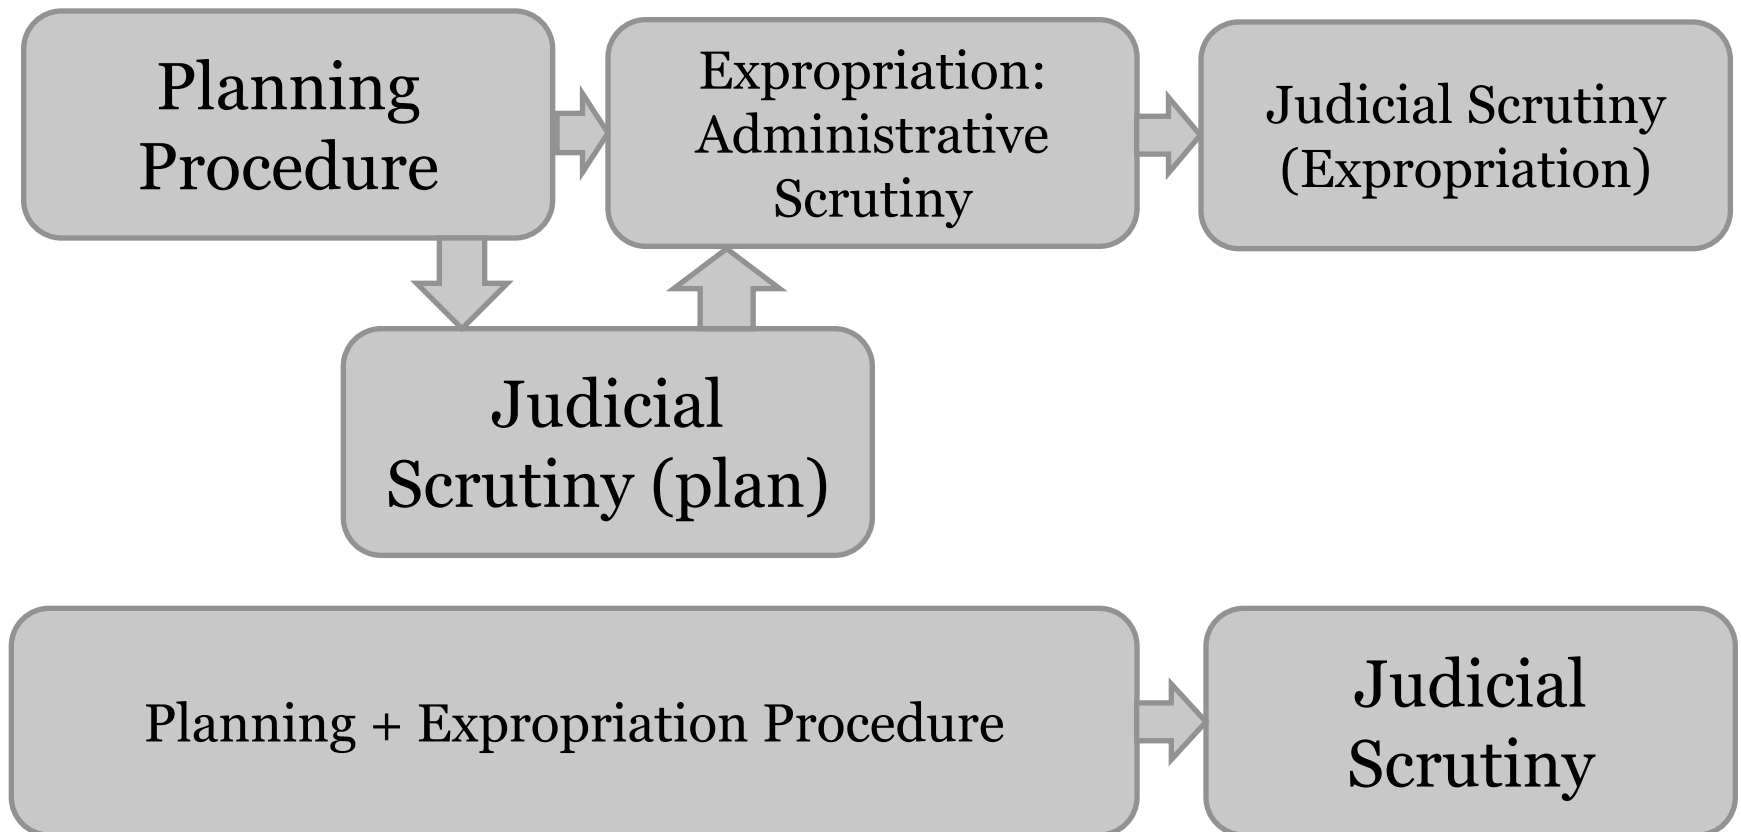 Planning
Procedure
Expropriation:
Administrative
Scrutiny
Judicial Scrutiny
(Expropriation)
Judicial
Scrutiny (plan)
Planning + Expropriation Procedure
Judicial
Scrutiny